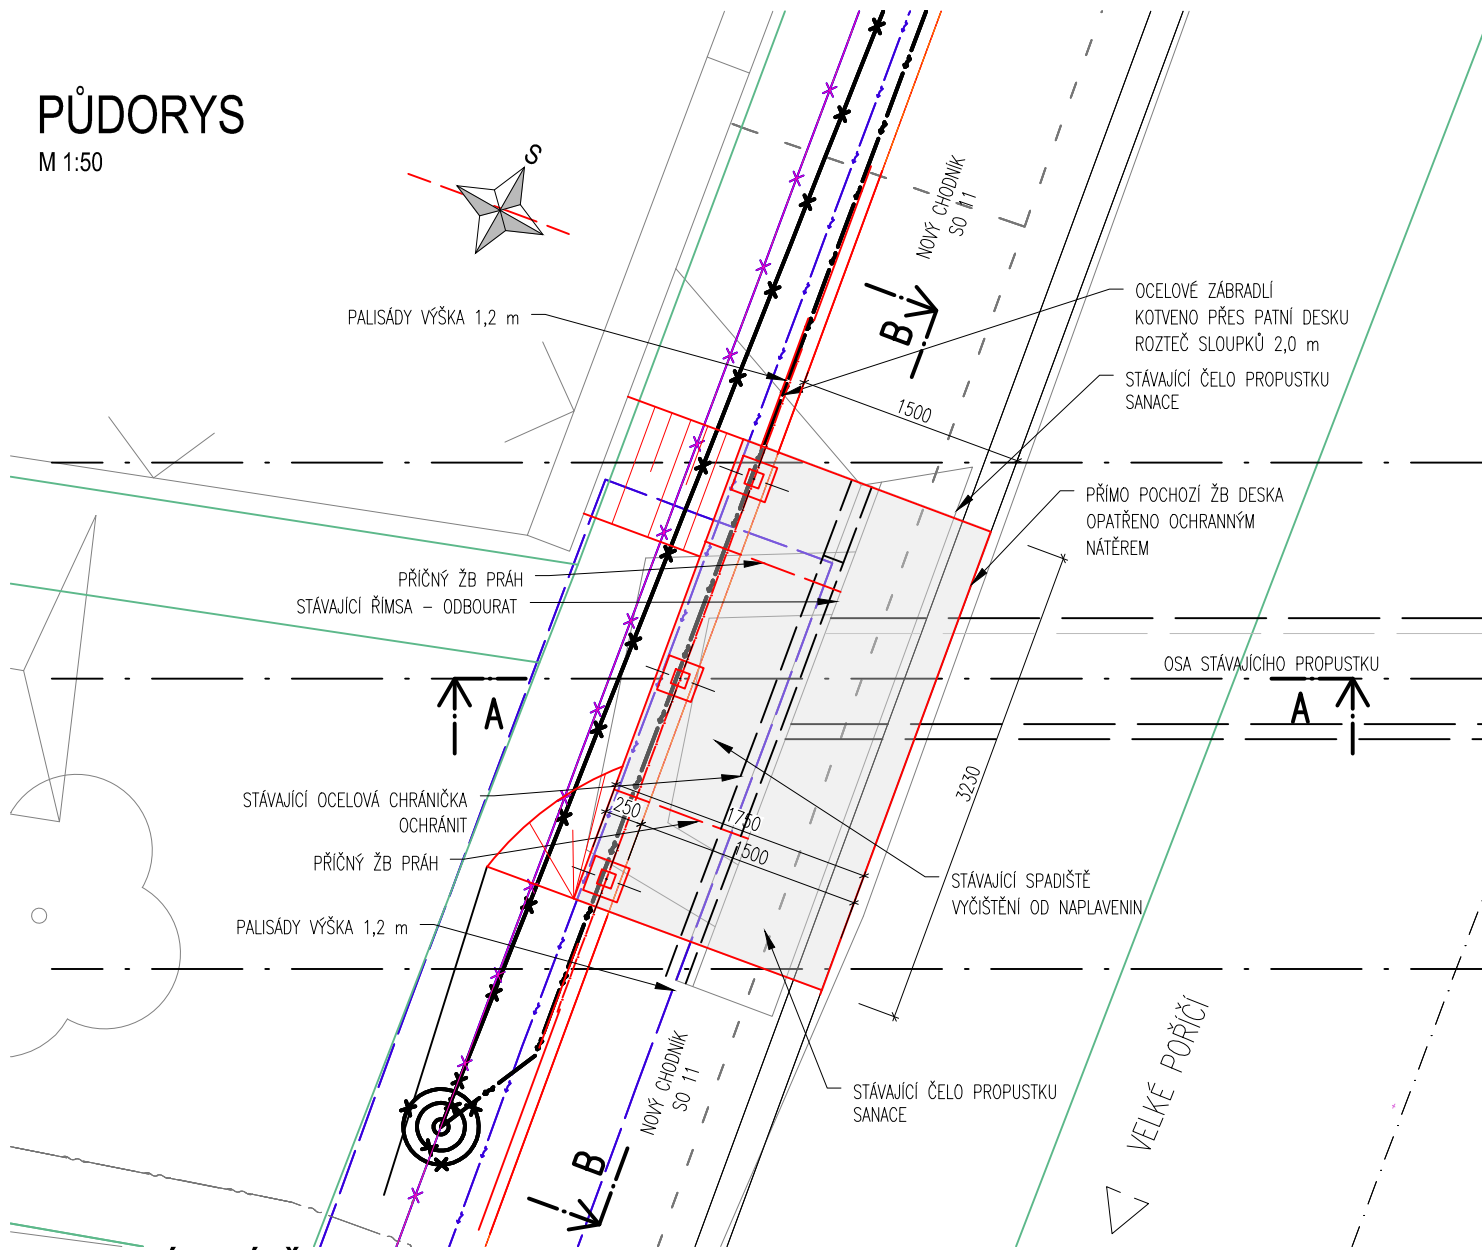 PŮDORYS
M 1:50
S
NOVÝ CHODNÍK
SO 11
PALISÁDY VÝŠKA 1,2 m
B
OCELOVÉ ZÁBRADLÍ
KOTVENO PŘES PATNÍ DESKU
ROZTEČ SLOUPKŮ 2,0 m
STÁVAJÍCÍ ČELO PROPUSTKU
SANACE
1500
PŘÍMO POCHOZÍ ŽB DESKA
OPATŘENO OCHRANNÝM
NÁTĚREM
PŘÍČNÝ ŽB PRÁH
STÁVAJÍCÍ ŘÍMSA – ODBOURAT
OSA STÁVAJÍCÍHO PROPUSTKU
A
A
3230
STÁVAJÍCÍ OCELOVÁ CHRÁNIČKA
OCHRÁNIT
250
1750
1500
PŘÍČNÝ ŽB PRÁH
STÁVAJÍCÍ SPADIŠTĚ
VYČIŠTĚNÍ OD NAPLAVENIN
PALISÁDY VÝŠKA 1,2 m
NOVÝ CHODNÍK
SO 11
STÁVAJÍCÍ ČELO PROPUSTKU
SANACE
VELKÉ POŘÍČÍ
B